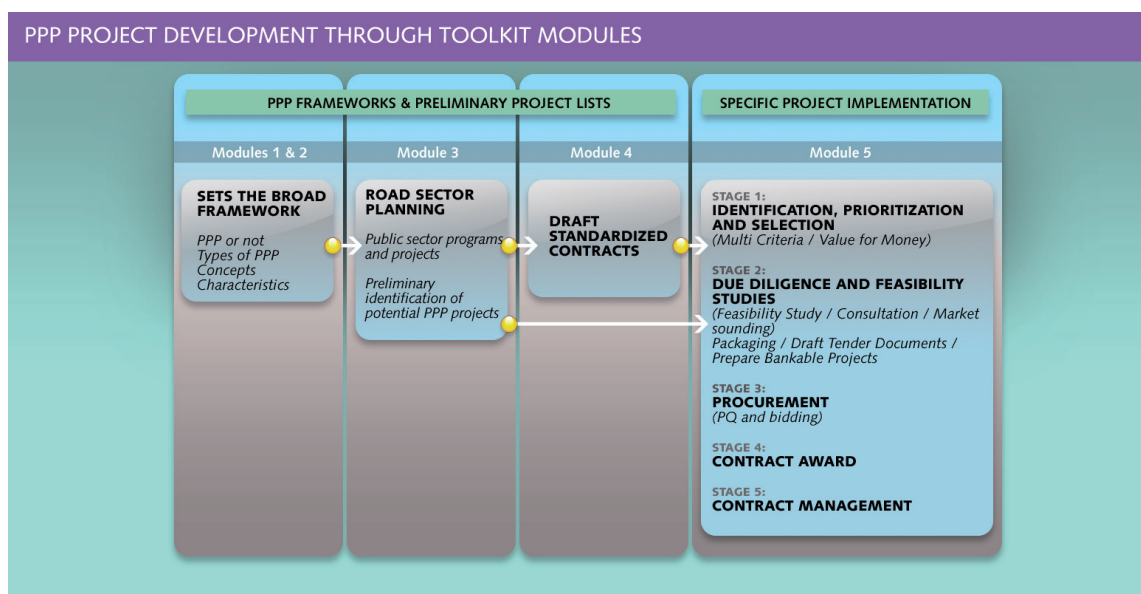 PPP PROJECT DEVELOPMENT THROUGH TOOLKIT MODULES
PPP FRAMEWORKS & PRELIMINARY PROJECT LISTS
SPECIFIC PROJECT IMPLEMENTATION
Modules 1 & 2
Module 3
Module 4
Module 5
SETS THE BROAD
FRAMEWORK
PPP or not
Types of PPP
Concepts
Characteristics
ROAD SECTOR
PLANNING
Public sector programs
and projects
Preliminary
identification of
potential PPP projects
DRAFT
STANDARDIZED
CONTRACTS
STAGE 1:
IDENTIFICATION, PRIORITIZATION
AND SELECTION
(Multi Criteria / Value for Money)
STAGE 2:
DUE DILIGENCE AND FEASIBILITY
STUDIES
(Feasibility Study / Consultation / Market
sounding)
Packaging / Draft Tender Documents /
Prepare Bankable Projects
STAGE 3:
PROCUREMENT
(PQ and bidding)
STAGE 4:
CONTRACT AWARD
STAGE 5:
CONTRACT MANAGEMENT